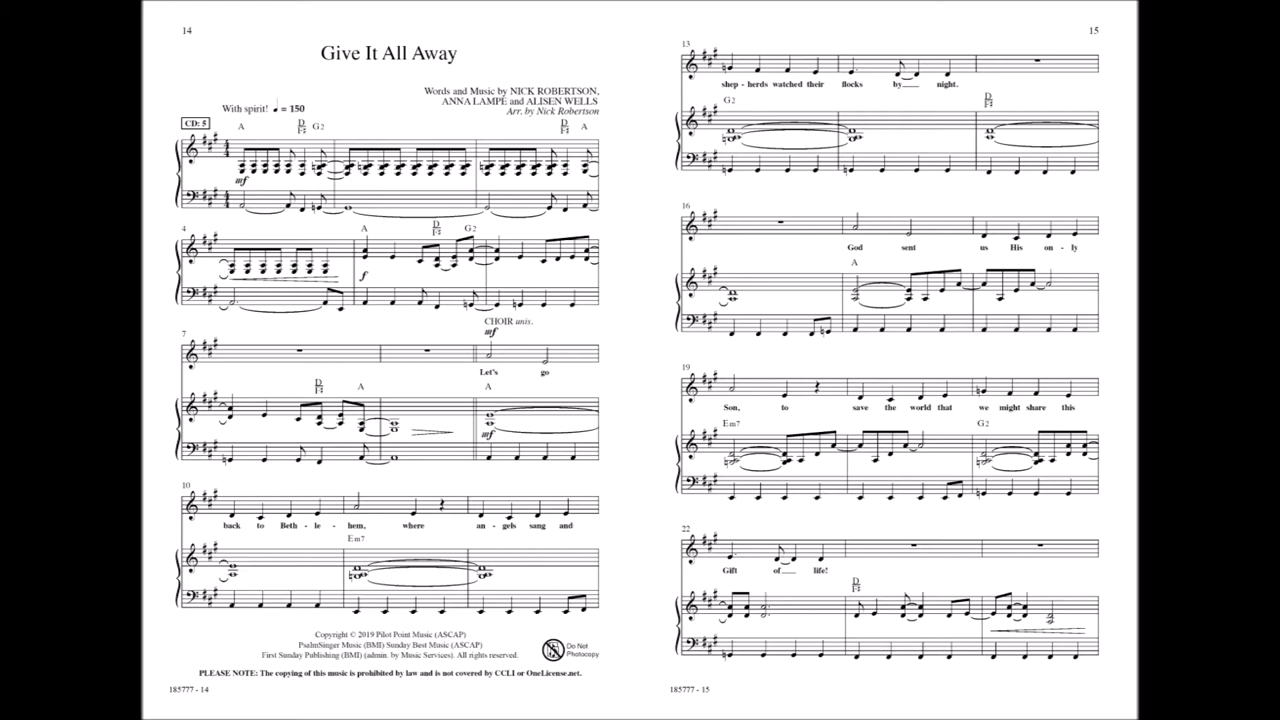 14
Give It All Away
Words and Music by NICK ROBERTSON,
ANNA LAMPE and ALISEN WELLS
Arr. by Nick Robertson
With spirit! ♩ = 150
CD: 5
A D/F♯ G2 D/F♯ A
mf
4
A D/F♯ G2
f
CHOIR unis.
mf
7
Let's go
D/F♯ A A
mf
10
back to Beth - le - hem, where an - gels sang and
Em7
Copyright © 2019 Pilot Point Music (ASCAP)
PsalmSinger Music (BMI) Sunday Best Music (ASCAP)
First Sunday Publishing (BMI) (admin. by Music Services). All rights reserved.
Do Not
Photocopy
PLEASE NOTE: The copying of this music is prohibited by law and is not covered by CCLI or OneLicense.net.
185777 - 14
15
13
shep - herds watched their flocks by___ night.
G2 D/F♯
16
God sent us His on - ly
A
19
Son, to save the world that we might share this
Em7 G2
22
Gift of___ life!
D/F♯
185777 - 15